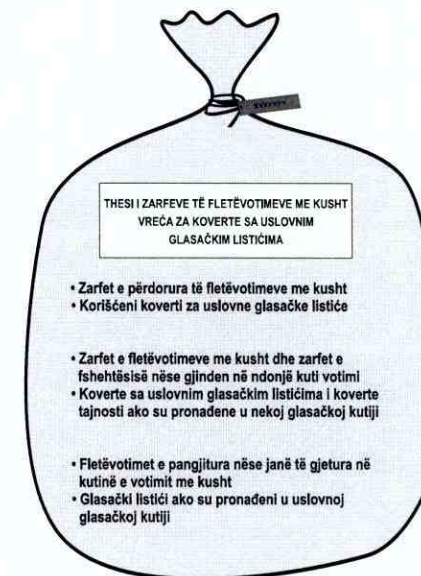 THESI I ZARFEVE TË FLETËVOTIMEVE ME KUSHT
VREĆA ZA KOVERTE SA USLOVNIM
GLASAČKIM LISTIĆIMA
• Zarfet e përdorura të fletëvotimeve me kusht
• Korišćeni koverti za uslovne glasačke listiće
• Zarfet e fletëvotimeve me kusht dhe zarfet e
fshehtësisë nëse gjinden në ndonjë kuti votimi
• Koverte sa uslovnim glasačkim listićima i koverte
tajnosti ako su pronađene u nekoj glasačkoj kutiji
• Fletëvotimet e pangjitura nëse janë të gjetura në
kutinë e votimit me kusht
• Glasački listići ako su pronađeni u uslovnoj
glasačkoj kutiji